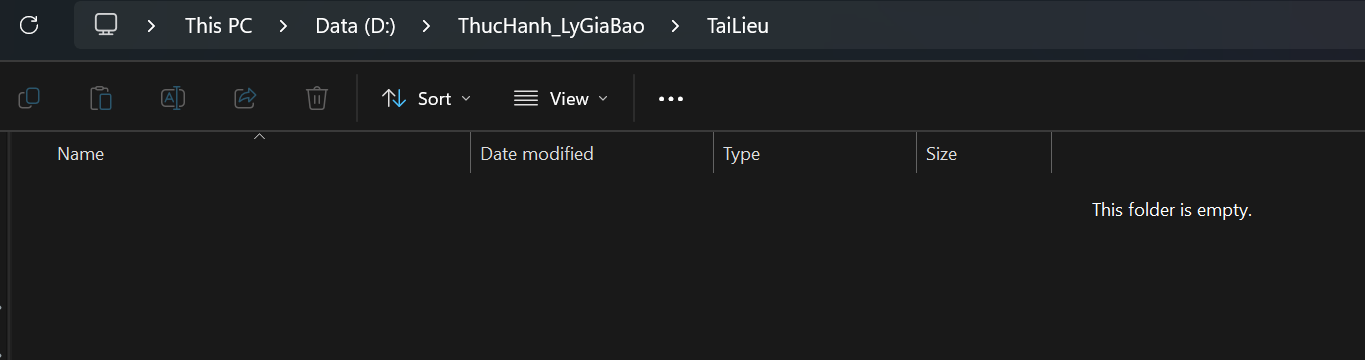 This PC > Data (D:) > ThucHanh_LyGiaBao > TaiLieu
Sort View
Name Date modified Type Size
This folder is empty.